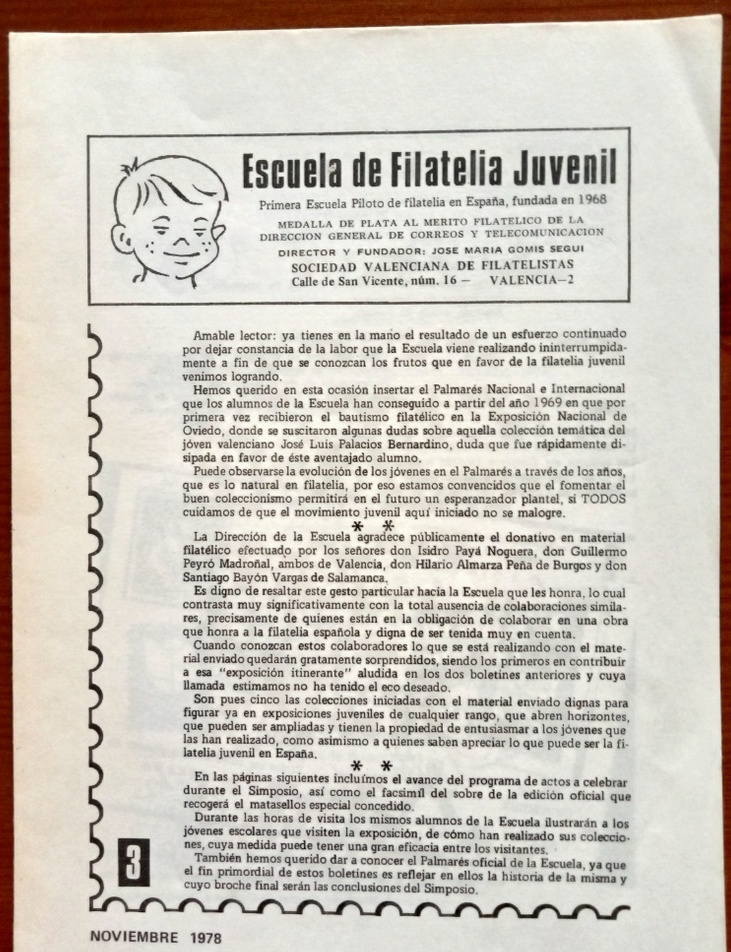 Escuela de Filatelia Juvenil
Primera Escuela Piloto de filatelia en España, fundada en 1968
MEDALLA DE PLATA AL MERITO FILATELICO DE LA
DIRECCION GENERAL DE CORREOS Y TELECOMUNICACION
DIRECTOR Y FUNDADOR: JOSE MARIA GOMIS SEGUI
SOCIEDAD VALENCIANA DE FILATELISTAS
Calle de San Vicente, núm. 16 — VALENCIA—2
Amable lector: ya tienes en la mano el resultado de un esfuerzo continuado
por dejar constancia de la labor que la Escuela viene realizando ininterrumpida-
mente a fin de que se conozcan los frutos que en favor de la filatelia juvenil
venimos logrando.
Hemos querido en esta ocasión insertar el Palmarés Nacional e Internacional
que los alumnos de la Escuela han conseguido a partir del año 1969 en que por
primera vez recibieron el bautismo filatélico en la Exposición Nacional de
Oviedo, donde se suscitaron algunas dudas sobre aquella colección temática del
jóven valenciano José Luis Palacios Bernardino, duda que fue rápidamente di-
sipada en favor de éste aventajado alumno.
Puede observarse la evolución de los jóvenes en el Palmarés a través de los años,
que es lo natural en filatelia, por eso estamos convencidos que el fomentar el
buen coleccionismo permitirá en el futuro un esperanzador plantel, si TODOS
cuidamos de que el movimiento juvenil aquí iniciado no se malogre.
* *
La Dirección de la Escuela agradece públicamente el donativo en material
filatélico efectuado por los señores don Isidro Payá Noguera, don Guillermo
Peyró Madroñal, ambos de Valencia, don Hilario Almarza Peña de Burgos y don
Santiago Bayón Vargas de Salamanca.
Es digno de resaltar este gesto particular hacia la Escuela que les honra, lo cual
contrasta muy significativamente con la total ausencia de colaboraciones simila-
res, precisamente de quienes están en la obligación de colaborar en una obra
que honra a la filatelia española y digna de ser tenida muy en cuenta.
Cuando conozcan estos colaboradores lo que se está realizando con el mate-
rial enviado quedarán gratamente sorprendidos, siendo los primeros en contribuir
a esa "exposición itinerante" aludida en los dos boletines anteriores y cuya
llamada estimamos no ha tenido el eco deseado.
Son pues cinco las colecciones iniciadas con el material enviado dignas para
figurar ya en exposiciones juveniles de cualquier rango, que abren horizontes,
que pueden ser ampliadas y tienen la propiedad de entusiasmar a los jóvenes que
las han realizado, como asimismo a quienes saben apreciar lo que puede ser la fi-
latelia juvenil en España.
* *
En las páginas siguientes incluímos el avance del programa de actos a celebrar
durante el Simposio, así como el facsimíl del sobre de la edición oficial que
recogerá el matasellos especial concedido.
Durante las horas de visita los mismos alumnos de la Escuela ilustrarán a los
jóvenes escolares que visiten la exposición, de cómo han realizado sus coleccio-
nes, cuya medida puede tener una gran eficacia entre los visitantes.
También hemos querido dar a conocer el Palmarés oficial de la Escuela, ya que
el fin primordial de estos boletines es reflejar en ellos la historia de la misma y
cuyo broche final serán las conclusiones del Simposio.
3
NOVIEMBRE 1978